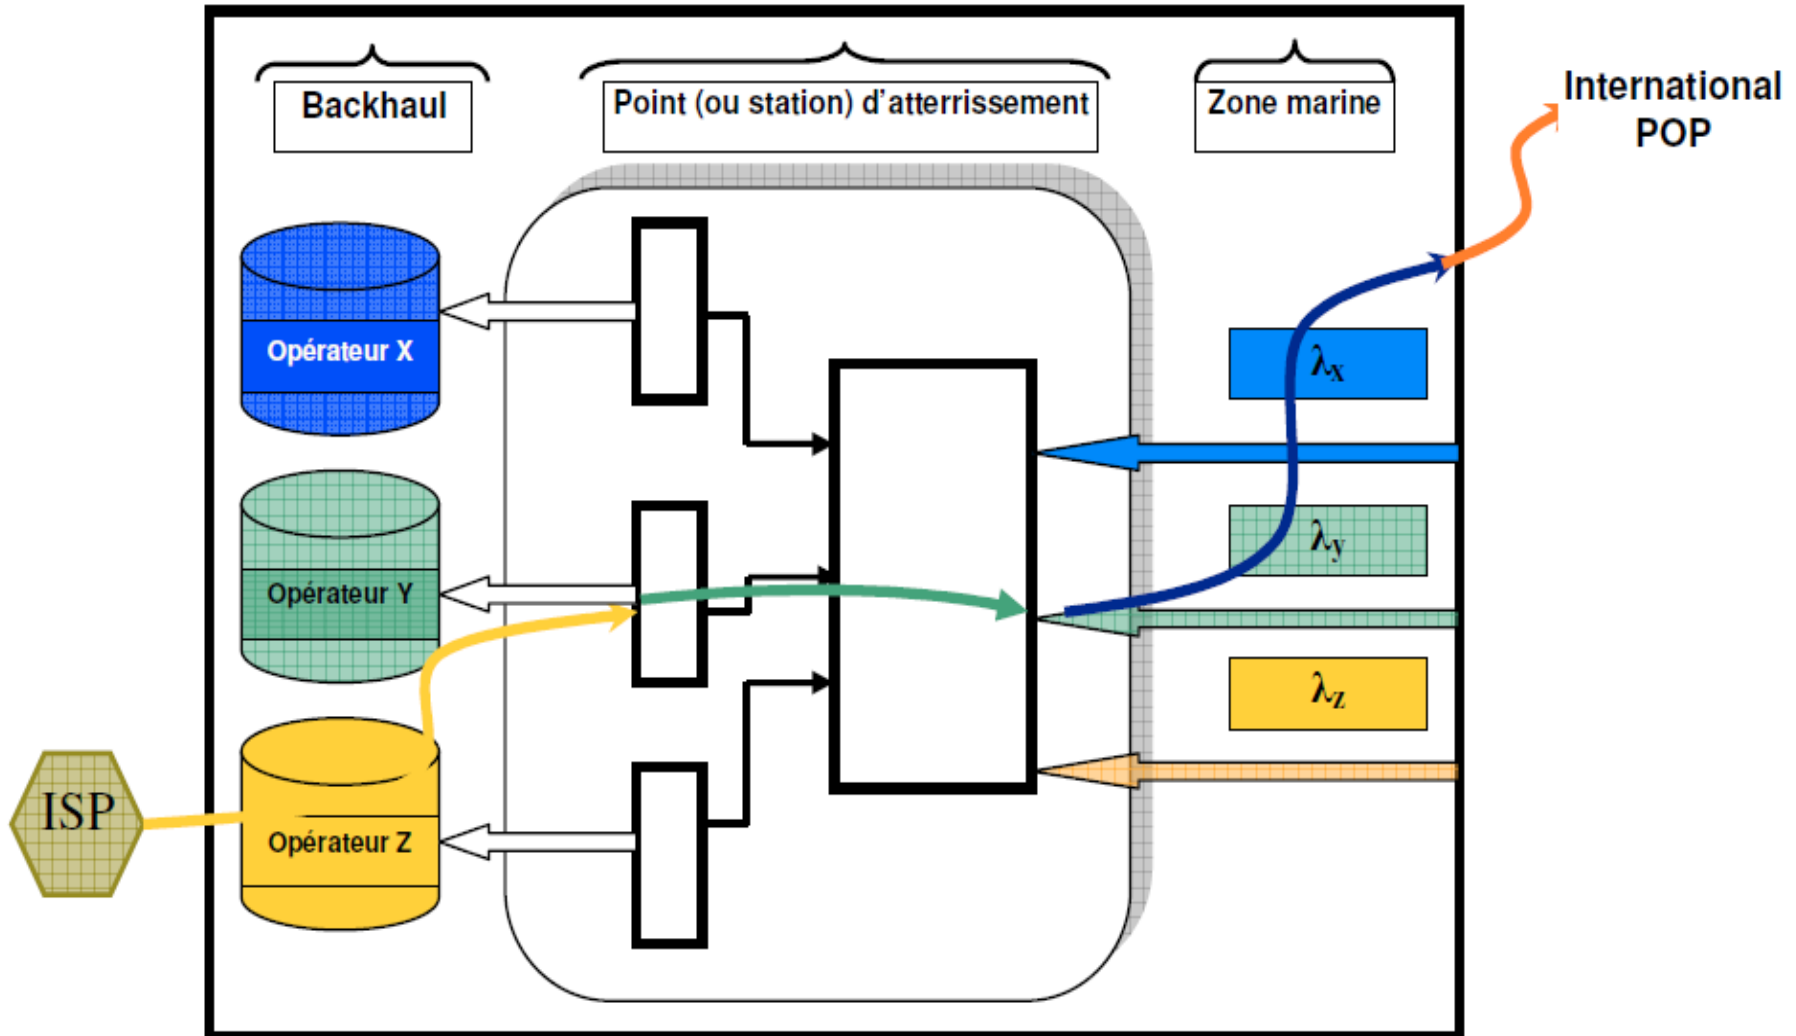 Backhaul
Point (ou station) d'atterrissement
Zone marine
International
POP
Opérateur X
λx
Opérateur Y
λy
Opérateur Z
λz
ISP